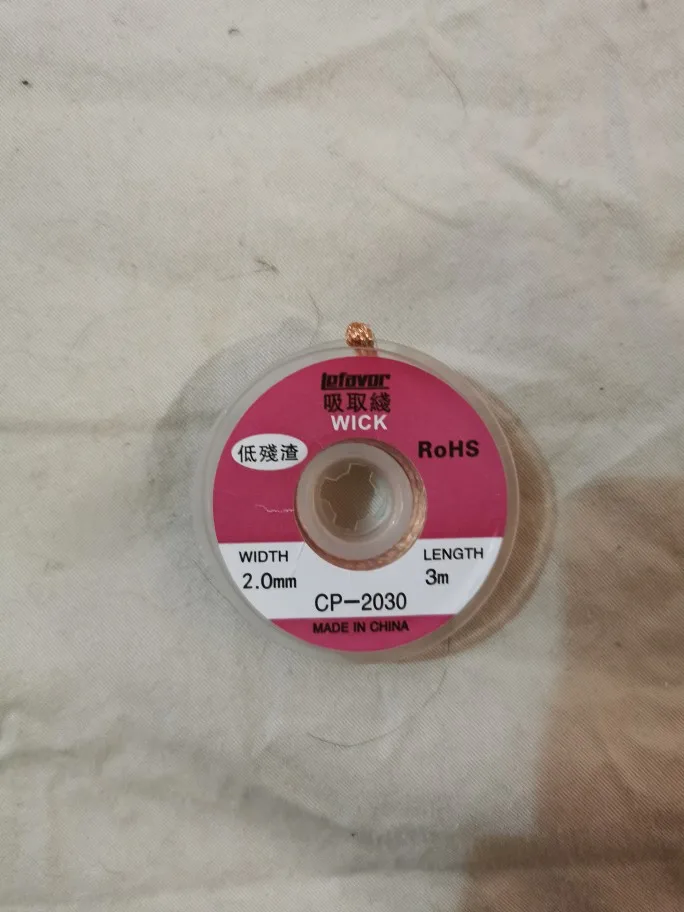 lefavor
吸取綫
WICK
低殘渣
RoHS
WIDTH
2.0mm
LENGTH
3m
CP-2030
MADE IN CHINA